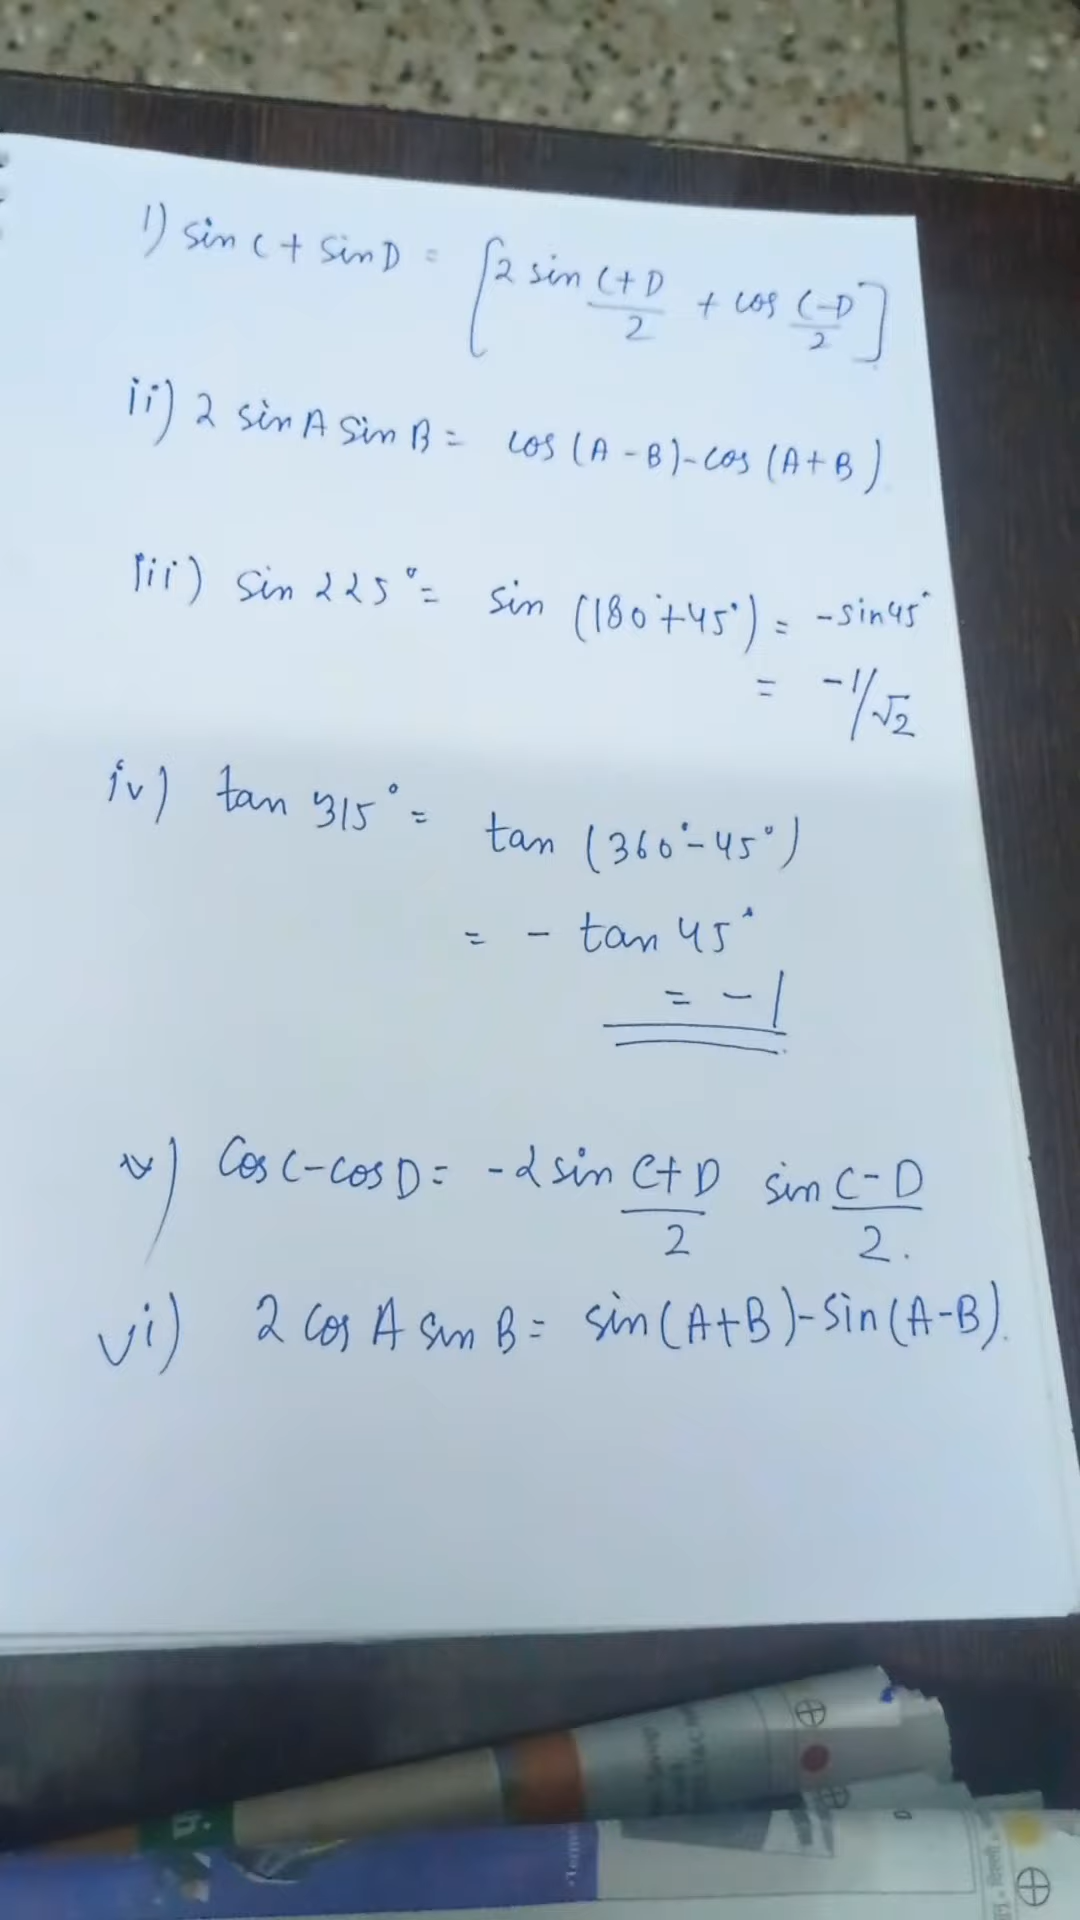 i) sin C + sin D = [2 sin (C+D)/2 + cos (C-D)/2]
ii) 2 sin A sin B = cos (A - B) - cos (A + B)
iii) sin 225° = sin (180°+45°) = -sin45°
= -1/√2
iv) tan 315° = tan (360° - 45°)
= - tan 45°
= -1
v) Cos C - cos D = -2 sin (C+D)/2 sin (C-D)/2.
vi) 2 cos A sin B = sin(A+B) - sin(A-B).